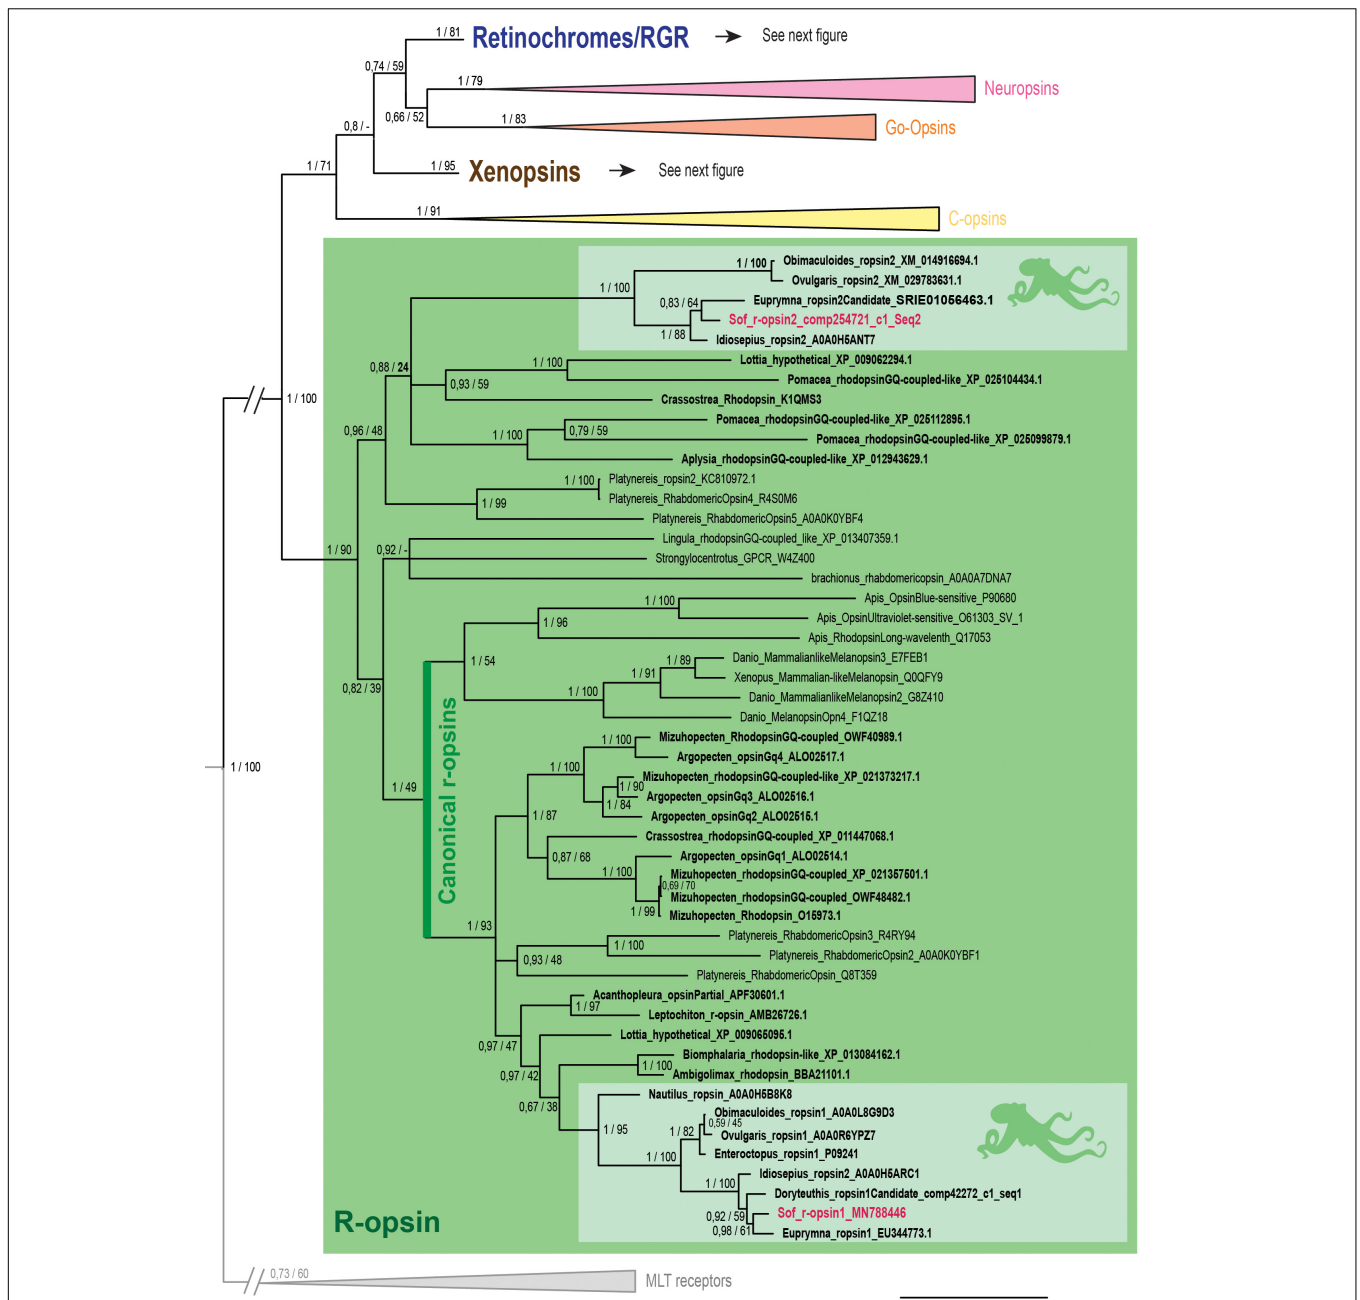 1 / 81
Retinochromes/RGR
See next figure
0,74 / 59
1 / 79
Neuropsins
0,66 / 52
1 / 83
Go-Opsins
0,8 / -
1 / 71
1 / 95
Xenopsins
See next figure
1 / 91
C-opsins
1 / 100
Obimaculoides_ropsin2_XM_014916694.1
Ovulgaris_ropsin2_XM_029783631.1
1 / 100
0,83 / 64
Euprymna_ropsin2Candidate_SRIE01056463.1
Sof_r-opsin2_comp254721_c1_Seq2
1 / 88
Idiosepius_ropsin2_A0A0H5ANT7
0,88 / 24
1 / 100
Lottia_hypothetical_XP_009062294.1
0,93 / 59
Pomacea_rhodopsinGQ-coupled-like_XP_025104434.1
1 / 100
Crassostrea_Rhodopsin_K1QMS3
0,96 / 48
1 / 100
Pomacea_rhodopsinGQ-coupled-like_XP_025112895.1
0,79 / 59
Pomacea_rhodopsinGQ-coupled-like_XP_025099879.1
Aplysia_rhodopsinGQ-coupled-like_XP_012943629.1
1 / 100
Platynereis_ropsin2_KC810972.1
Platynereis_RhabdomericOpsin4_R4S0M6
1 / 99
Platynereis_RhabdomericOpsin5_A0A0K0YBF4
Lingula_rhodopsinGQ-coupled_like_XP_013407359.1
1 / 90
0,92 / -
Strongylocentrotus_GPCR_W4Z400
brachionus_rhabdomericopsin_A0A0A7DNA7
1 / 100
Apis_OpsinBlue-sensitive_P90680
Apis_OpsinUltraviolet-sensitive_O61303_SV_1
1 / 96
Apis_RhodopsinLong-wavelenth_Q17053
1 / 54
1 / 89
Danio_MammalianlikeMelanopsin3_E7FEB1
1 / 91
Xenopus_Mammalian-likeMelanopsin_Q0QFY9
0,82 / 39
1 / 100
Danio_MammalianlikeMelanopsin2_G8Z410
Danio_MelanopsinOpn4_F1QZ18
Canonical r-opsins
1 / 100
Mizuhopecten_RhodopsinGQ-coupled_OWF40989.1
Argopecten_opsinGq4_ALO02517.1
1 / 100
1 / 100
Mizuhopecten_rhodopsinGQ-coupled-like_XP_021373217.1
1 / 90
1 / 49
Argopecten_opsinGq3_ALO02516.1
1 / 84
1 / 87
Argopecten_opsinGq2_ALO02515.1
Crassostrea_rhodopsinGQ-coupled_XP_011447068.1
0,87 / 68
Argopecten_opsinGq1_ALO02514.1
1 / 100
Mizuhopecten_rhodopsinGQ-coupled_XP_021357501.1
0,69 / 70
Mizuhopecten_rhodopsinGQ-coupled_OWF48482.1
1 / 99
Mizuhopecten_Rhodopsin_O15973.1
1 / 93
Platynereis_RhabdomericOpsin3_R4RY94
1 / 100
Platynereis_RhabdomericOpsin2_A0A0K0YBF1
0,93 / 48
Platynereis_RhabdomericOpsin_Q8T359
Acanthopleura_opsinPartial_APF30601.1
1 / 97
Leptochiton_r-opsin_AMB26726.1
0,97 / 47
Lottia_hypothetical_XP_009065095.1
Biomphalaria_rhodopsin-like_XP_013084162.1
1 / 100
0,97 / 42
Ambigolimax_rhodopsin_BBA21101.1
0,67 / 38
Nautilus_ropsin_A0A0H5B8K8
Obimaculoides_ropsin1_A0A0L8G9D3
0,59 / 45
1 / 95
1 / 82
Ovulgaris_ropsin1_A0A0R6YPZ7
1 / 100
Enteroctopus_ropsin1_P09241
Idiosepius_ropsin2_A0A0H5ARC1
1 / 100
Doryteuthis_ropsin1Candidate_comp42272_c1_seq1
0,92 / 59
Sof_r-opsin1_MN788446
0,98 / 61
Euprymna_ropsin1_EU344773.1
R-opsin
0,73 / 60
MLT receptors